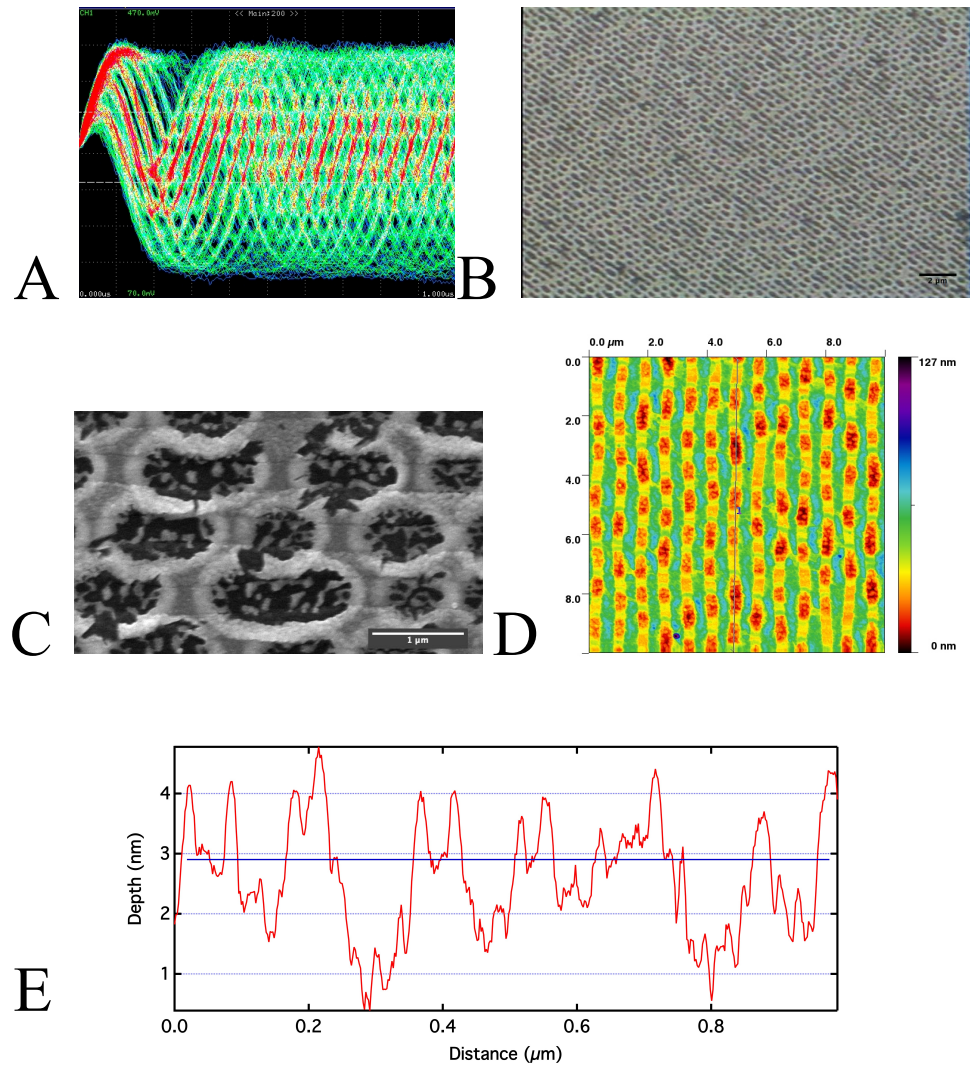 CH1 470.0mV << Main:200 >>
0.000us 70.0mV 1.000us
A
2 µm
B
1 µm
C
0.0 µm 2.0 4.0 6.0 8.0
0.0
2.0
4.0
6.0
8.0
1
127 nm
0 nm
D
4
3
2
1
Depth (nm)
0.0 0.2 0.4 0.6 0.8
Distance (µm)
E